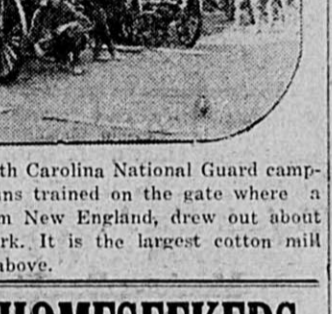 th Carolina National Guard camp-
ns trained on the gate where a
m New England, drew out about
rk. It is the largest cotton mill
above.
HOMESEEKERS